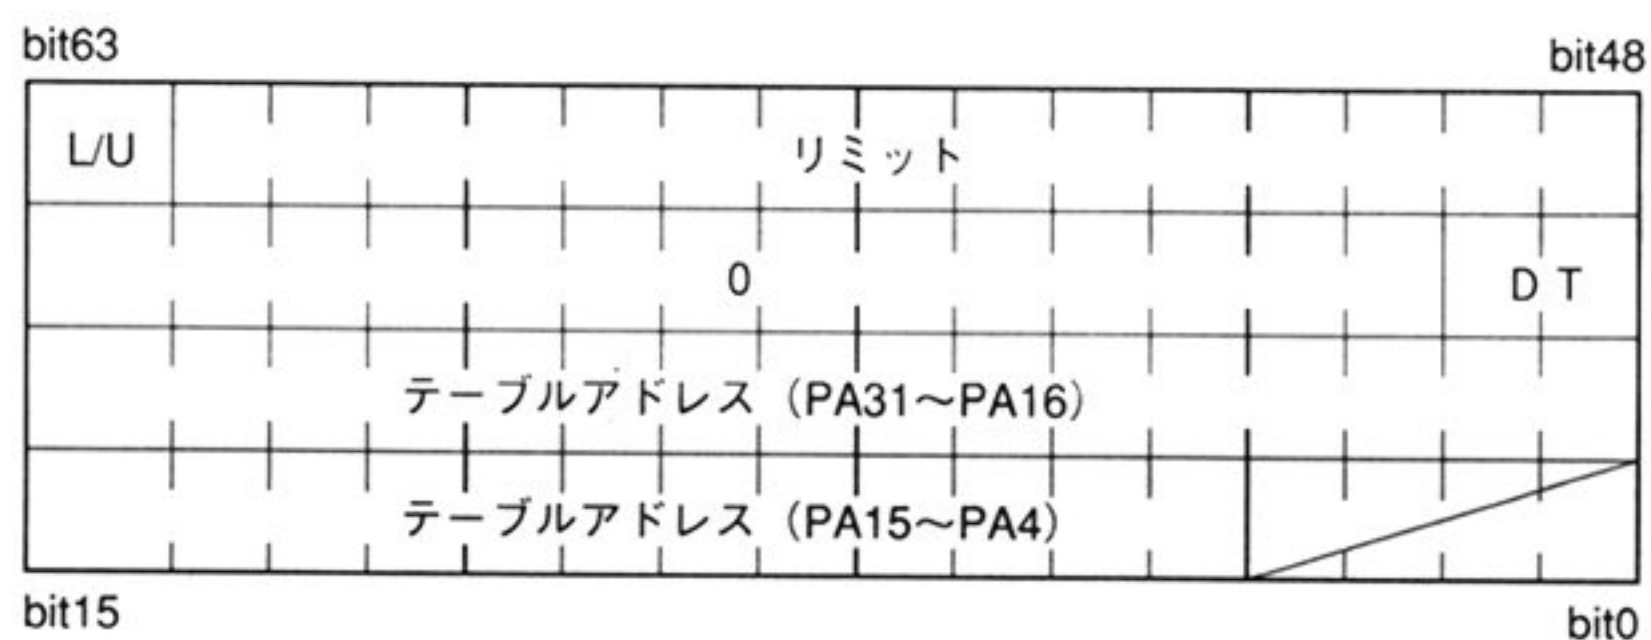 bit63 bit48
L/U リミット
0 D T
テーブルアドレス (PA31～PA16)
テーブルアドレス (PA15～PA4)
bit15 bit0